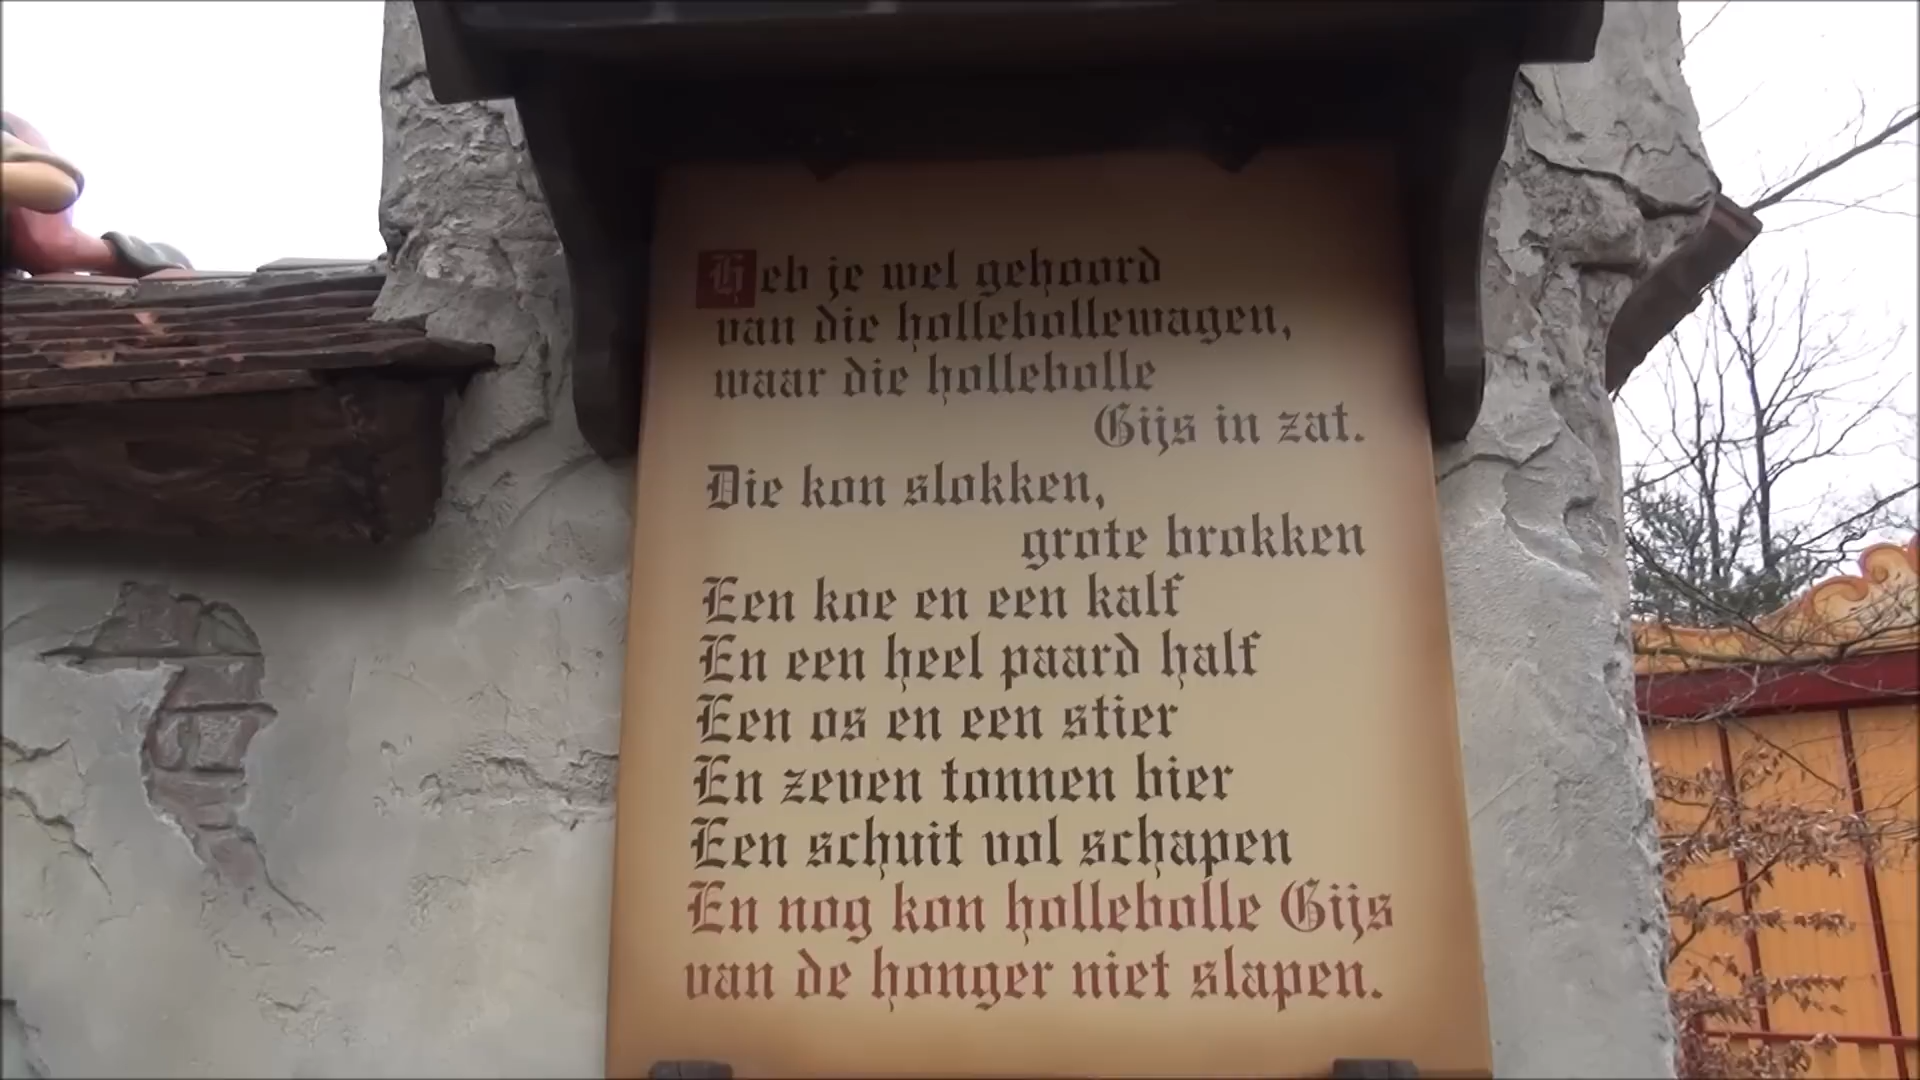 Heb je wel gehoord
van die hollebollewagen,
waar die hollebolle
Gijs in zat.
Die kon slokken,
grote brokken
Een koe en een kalf
En een heel paard half
Een os en een stier
En zeven tonnen bier
Een schuit vol schapen
En nog kon hollebolle Gijs
van de honger niet slapen.